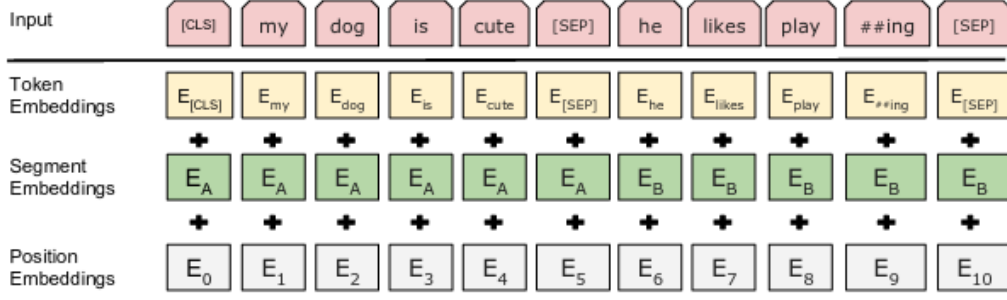 Input [CLS] my dog is cute [SEP] he likes play ##ing [SEP]
Token
Embeddings
E[CLS] Emy Edog Eis Ecute E[SEP] Ehe Elikes Eplay E##ing E[SEP]
Segment
Embeddings
EA EA EA EA EA EA EB EB EB EB EB
Position
Embeddings
E0 E1 E2 E3 E4 E5 E6 E7 E8 E9 E10